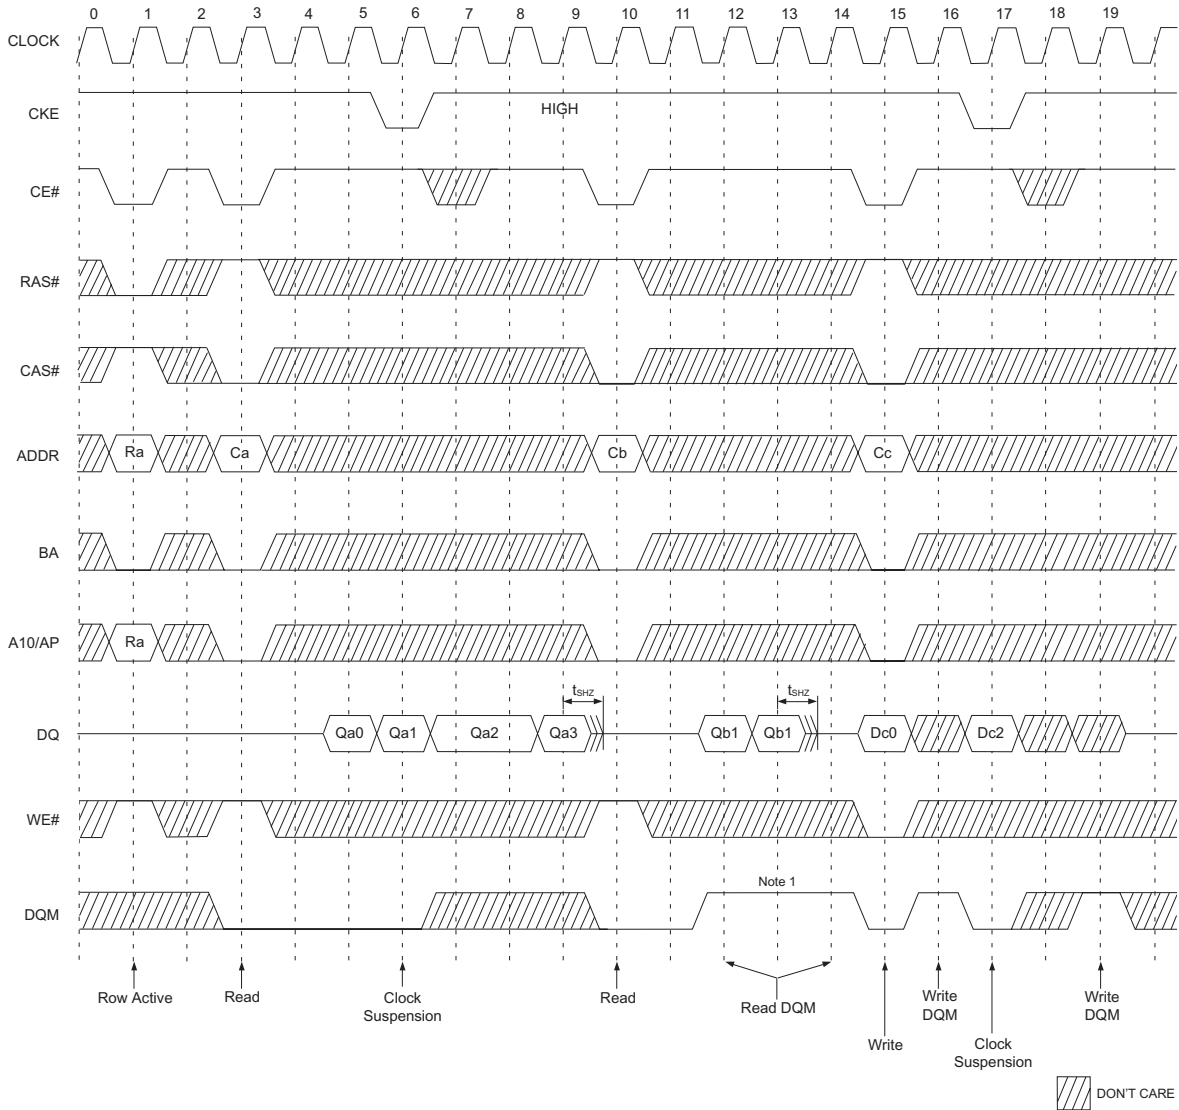 0 1 2 3 4 5 6 7 8 9 10 11 12 13 14 15 16 17 18 19
CLOCK
CKE
HIGH
CE#
RAS#
CAS#
ADDR
Ra
Ca
Cb
Cc
BA
A10/AP
Ra
tSHZ
tSHZ
DQ
Qa0
Qa1
Qa2
Qa3
Qb1
Qb1
Dc0
Dc2
WE#
DQM
Note 1
Row Active
Read
Clock
Suspension
Read
Read DQM
Write
Write
DQM
Clock
Suspension
Write
DQM
DON'T CARE